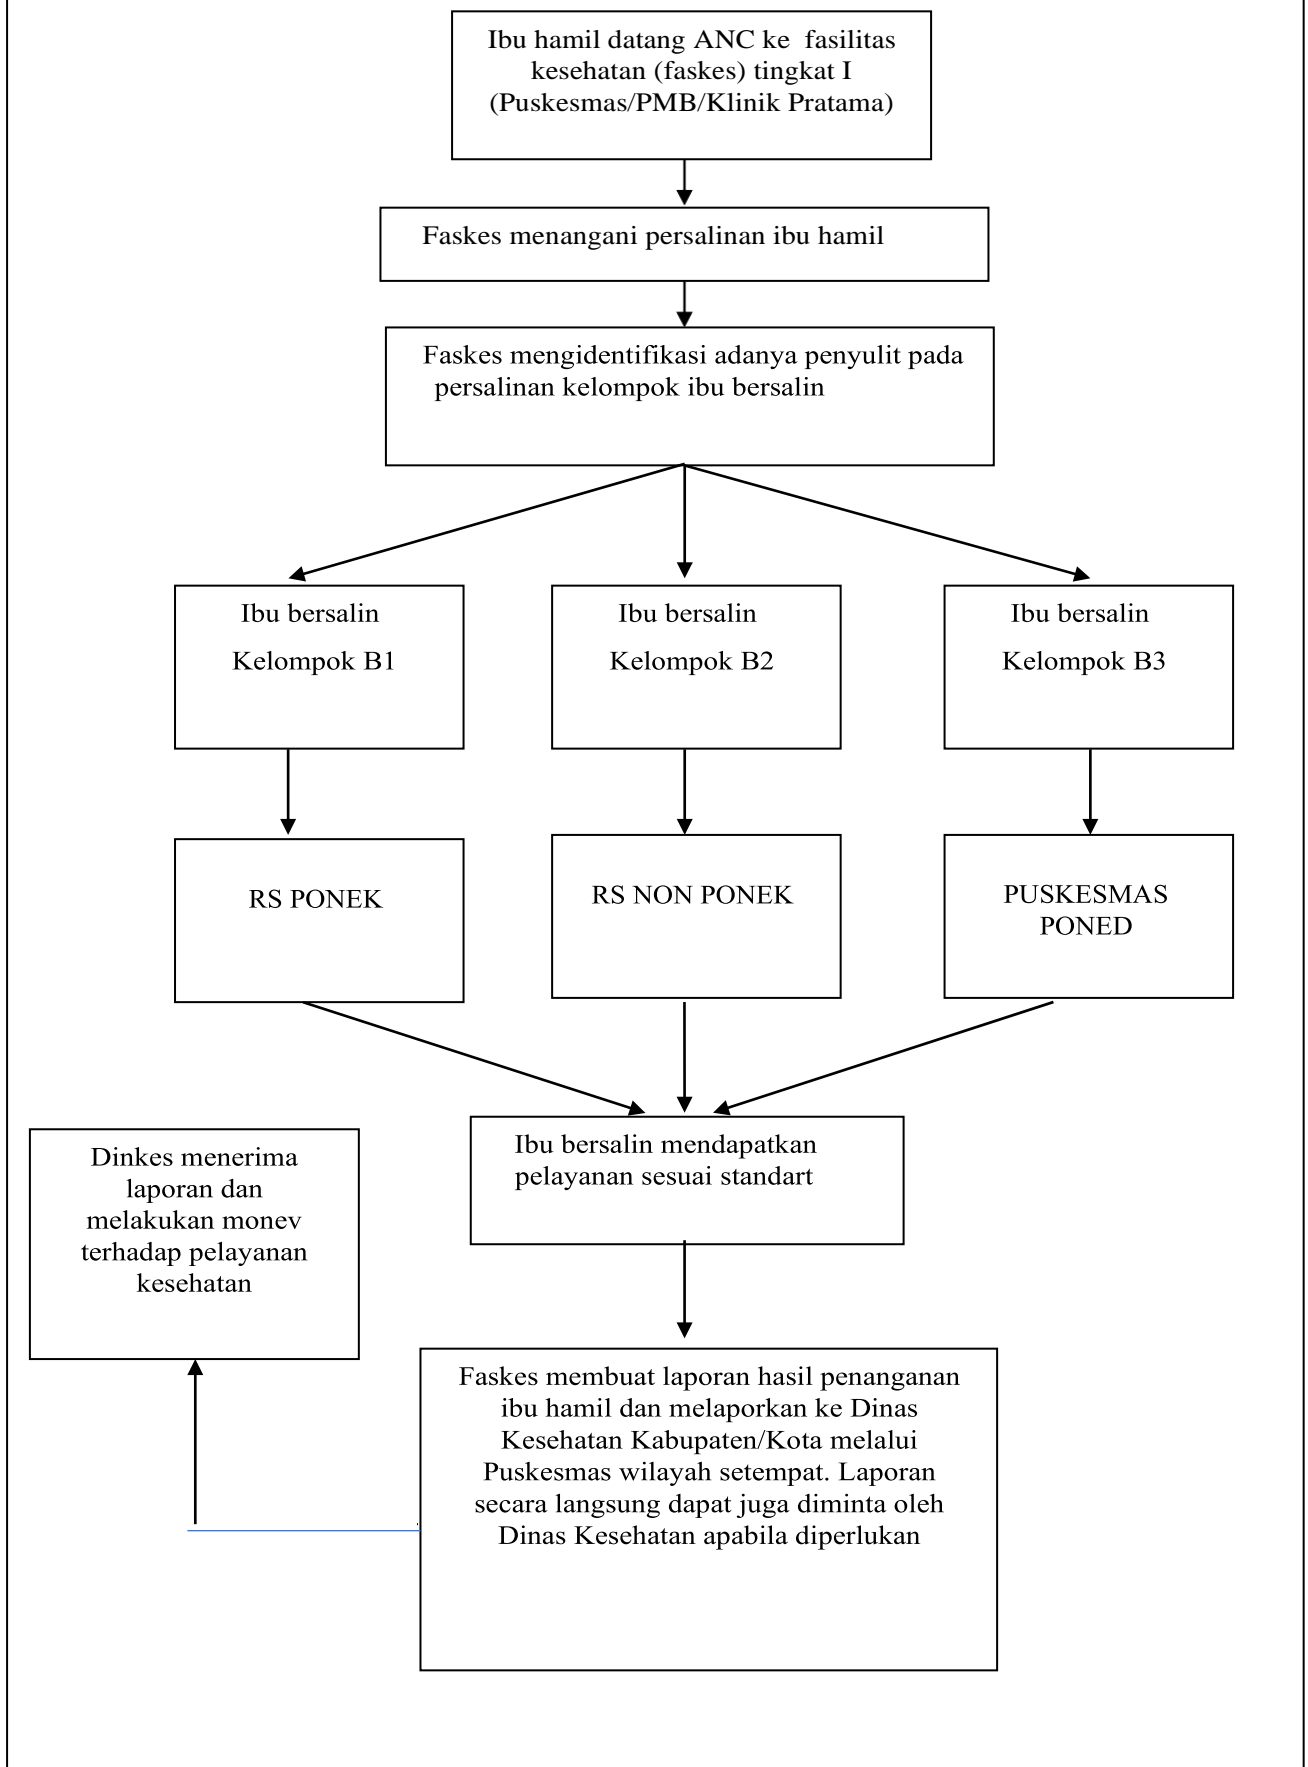 Ibu hamil datang ANC ke  fasilitas
kesehatan (faskes) tingkat I
(Puskesmas/PMB/Klinik Pratama)
Faskes menangani persalinan ibu hamil
Faskes mengidentifikasi adanya penyulit pada
persalinan kelompok ibu bersalin
Ibu bersalin
Kelompok B1
Ibu bersalin
Kelompok B2
Ibu bersalin
Kelompok B3
RS PONEK
RS NON PONEK
PUSKESMAS
PONED
Ibu bersalin mendapatkan
pelayanan sesuai standart
Dinkes menerima
laporan dan
melakukan monev
terhadap pelayanan
kesehatan
Faskes membuat laporan hasil penanganan
ibu hamil dan melaporkan ke Dinas
Kesehatan Kabupaten/Kota melalui
Puskesmas wilayah setempat. Laporan
secara langsung dapat juga diminta oleh
Dinas Kesehatan apabila diperlukan